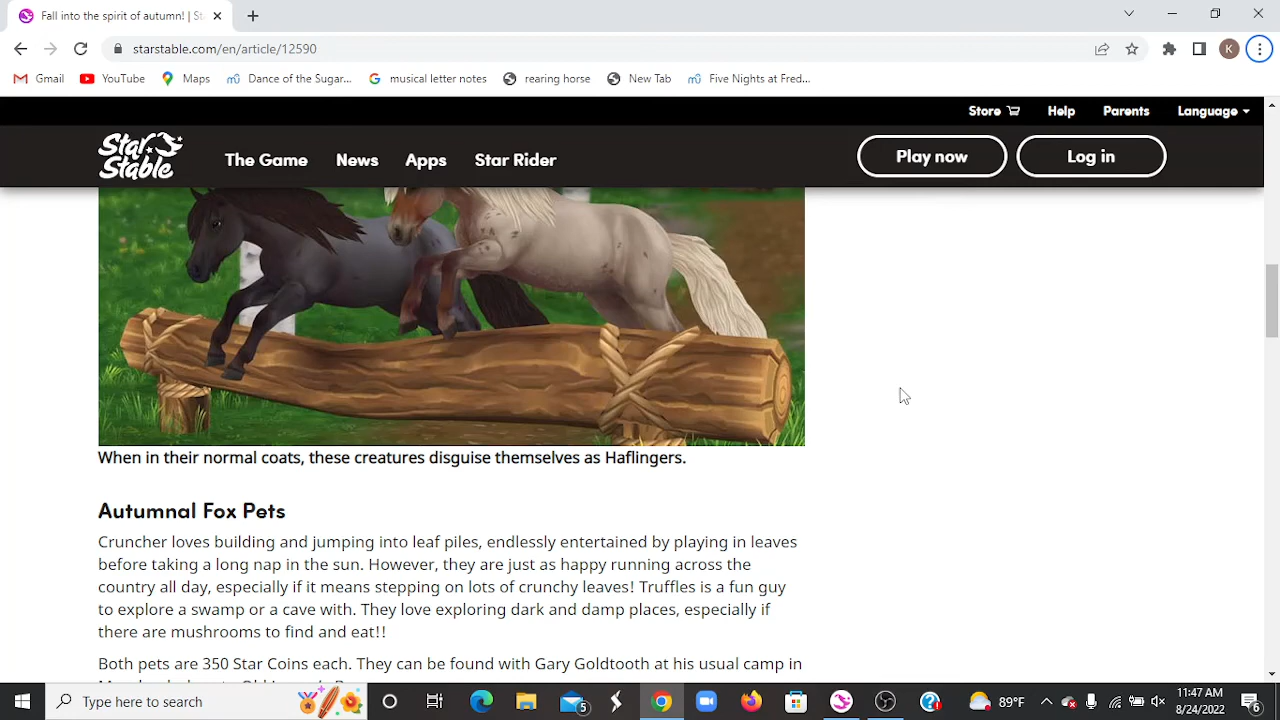 Fall into the spirit of autumn! | St
starstable.com/en/article/12590
K
Gmail YouTube Maps Dance of the Sugar... musical letter notes rearing horse New Tab Five Nights at Fred...
Store Help Parents Language
Star Stable The Game News Apps Star Rider Play now Log in
When in their normal coats, these creatures disguise themselves as Haflingers.
Autumnal Fox Pets
Cruncher loves building and jumping into leaf piles, endlessly entertained by playing in leaves
before taking a long nap in the sun. However, they are just as happy running across the
country all day, especially if it means stepping on lots of crunchy leaves! Truffles is a fun guy
to explore a swamp or a cave with. They love exploring dark and damp places, especially if
there are mushrooms to find and eat!!
Both pets are 350 Star Coins each. They can be found with Gary Goldtooth at his usual camp in
Type here to search 5 89°F 11:47 AM
8/24/2022 6